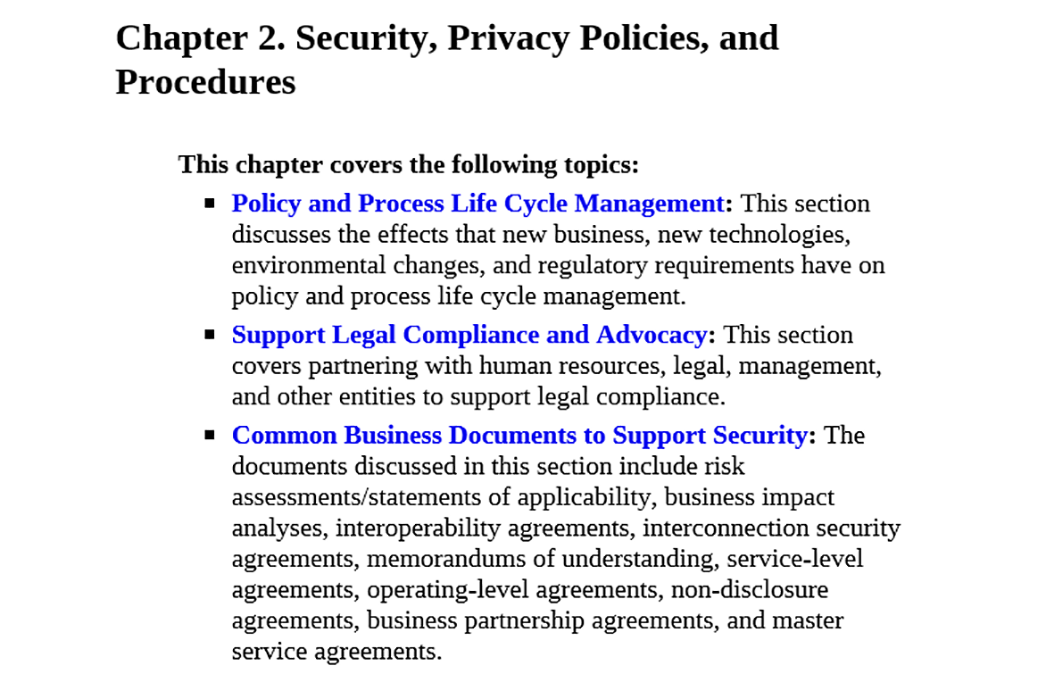 Chapter 2. Security, Privacy Policies, and
Procedures
This chapter covers the following topics:
▪ Policy and Process Life Cycle Management: This section
discusses the effects that new business, new technologies,
environmental changes, and regulatory requirements have on
policy and process life cycle management.
▪ Support Legal Compliance and Advocacy: This section
covers partnering with human resources, legal, management,
and other entities to support legal compliance.
▪ Common Business Documents to Support Security: The
documents discussed in this section include risk
assessments/statements of applicability, business impact
analyses, interoperability agreements, interconnection security
agreements, memorandums of understanding, service-level
agreements, operating-level agreements, non-disclosure
agreements, business partnership agreements, and master
service agreements.